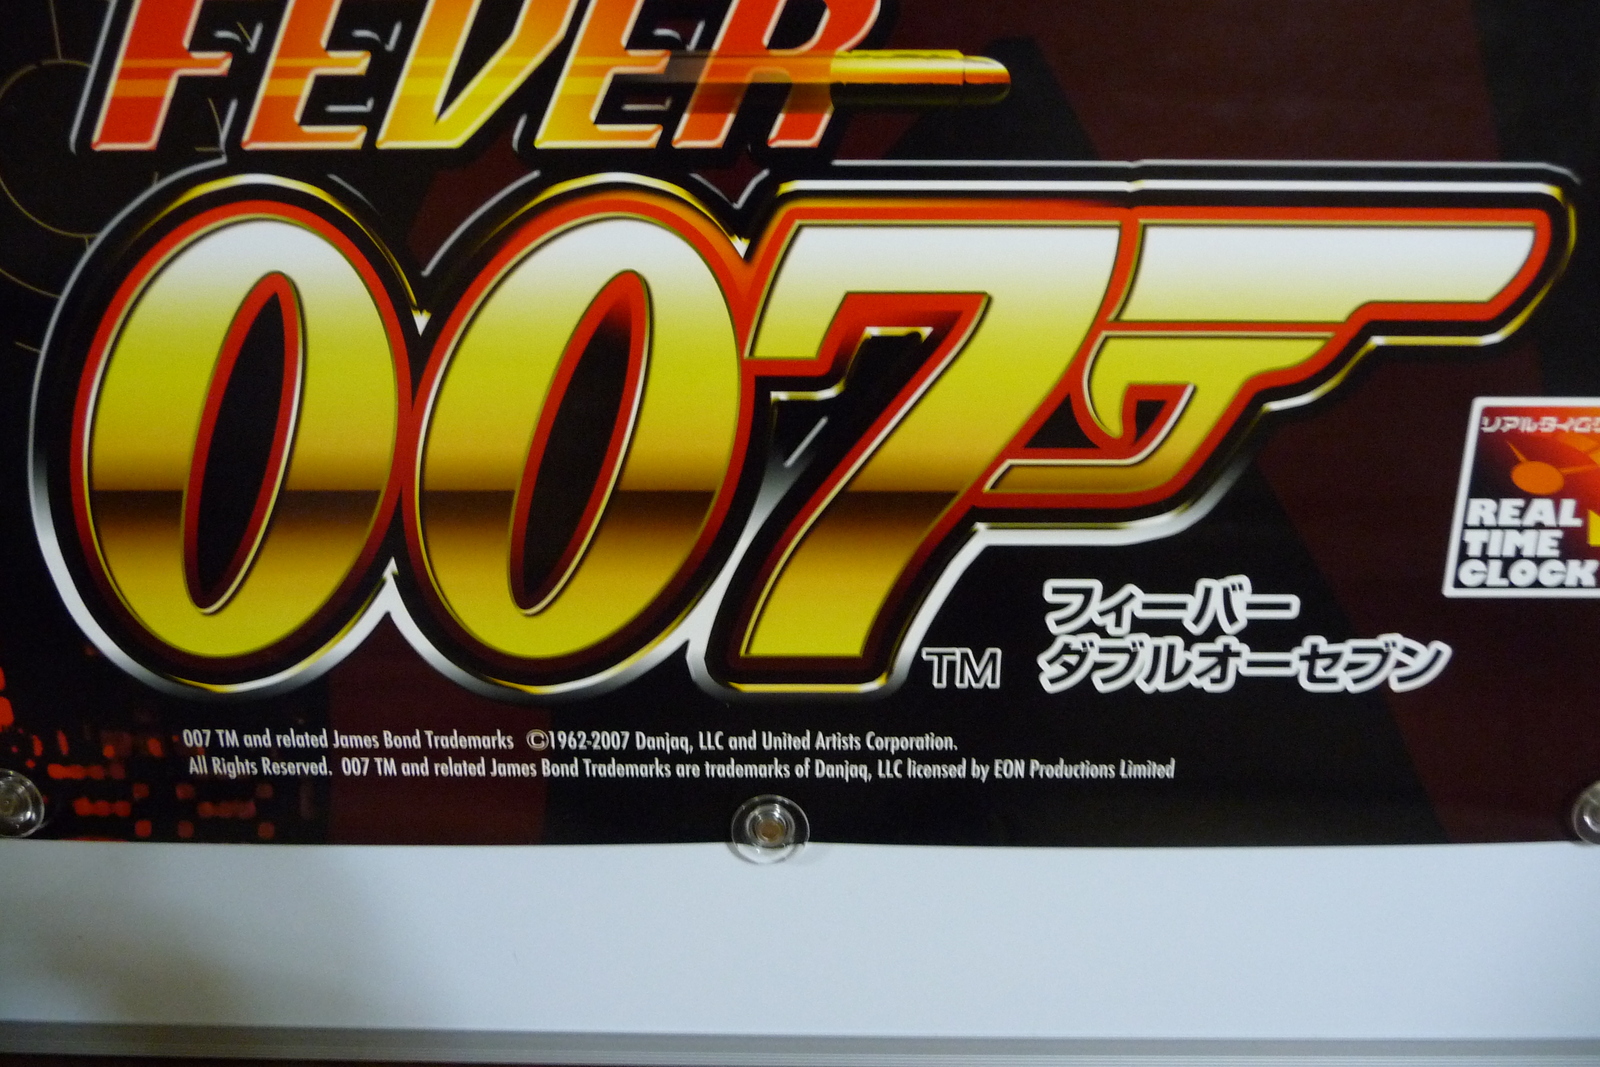 FEVER
007
TM
フィーバー
ダブルオーセブン
REAL
TIME
CLOCK
007 TM and related James Bond Trademarks ©1962-2007 Danjaq, LLC and United Artists Corporation.
All Rights Reserved. 007 TM and related James Bond Trademarks are trademarks of Danjaq, LLC licensed by EON Productions Limited